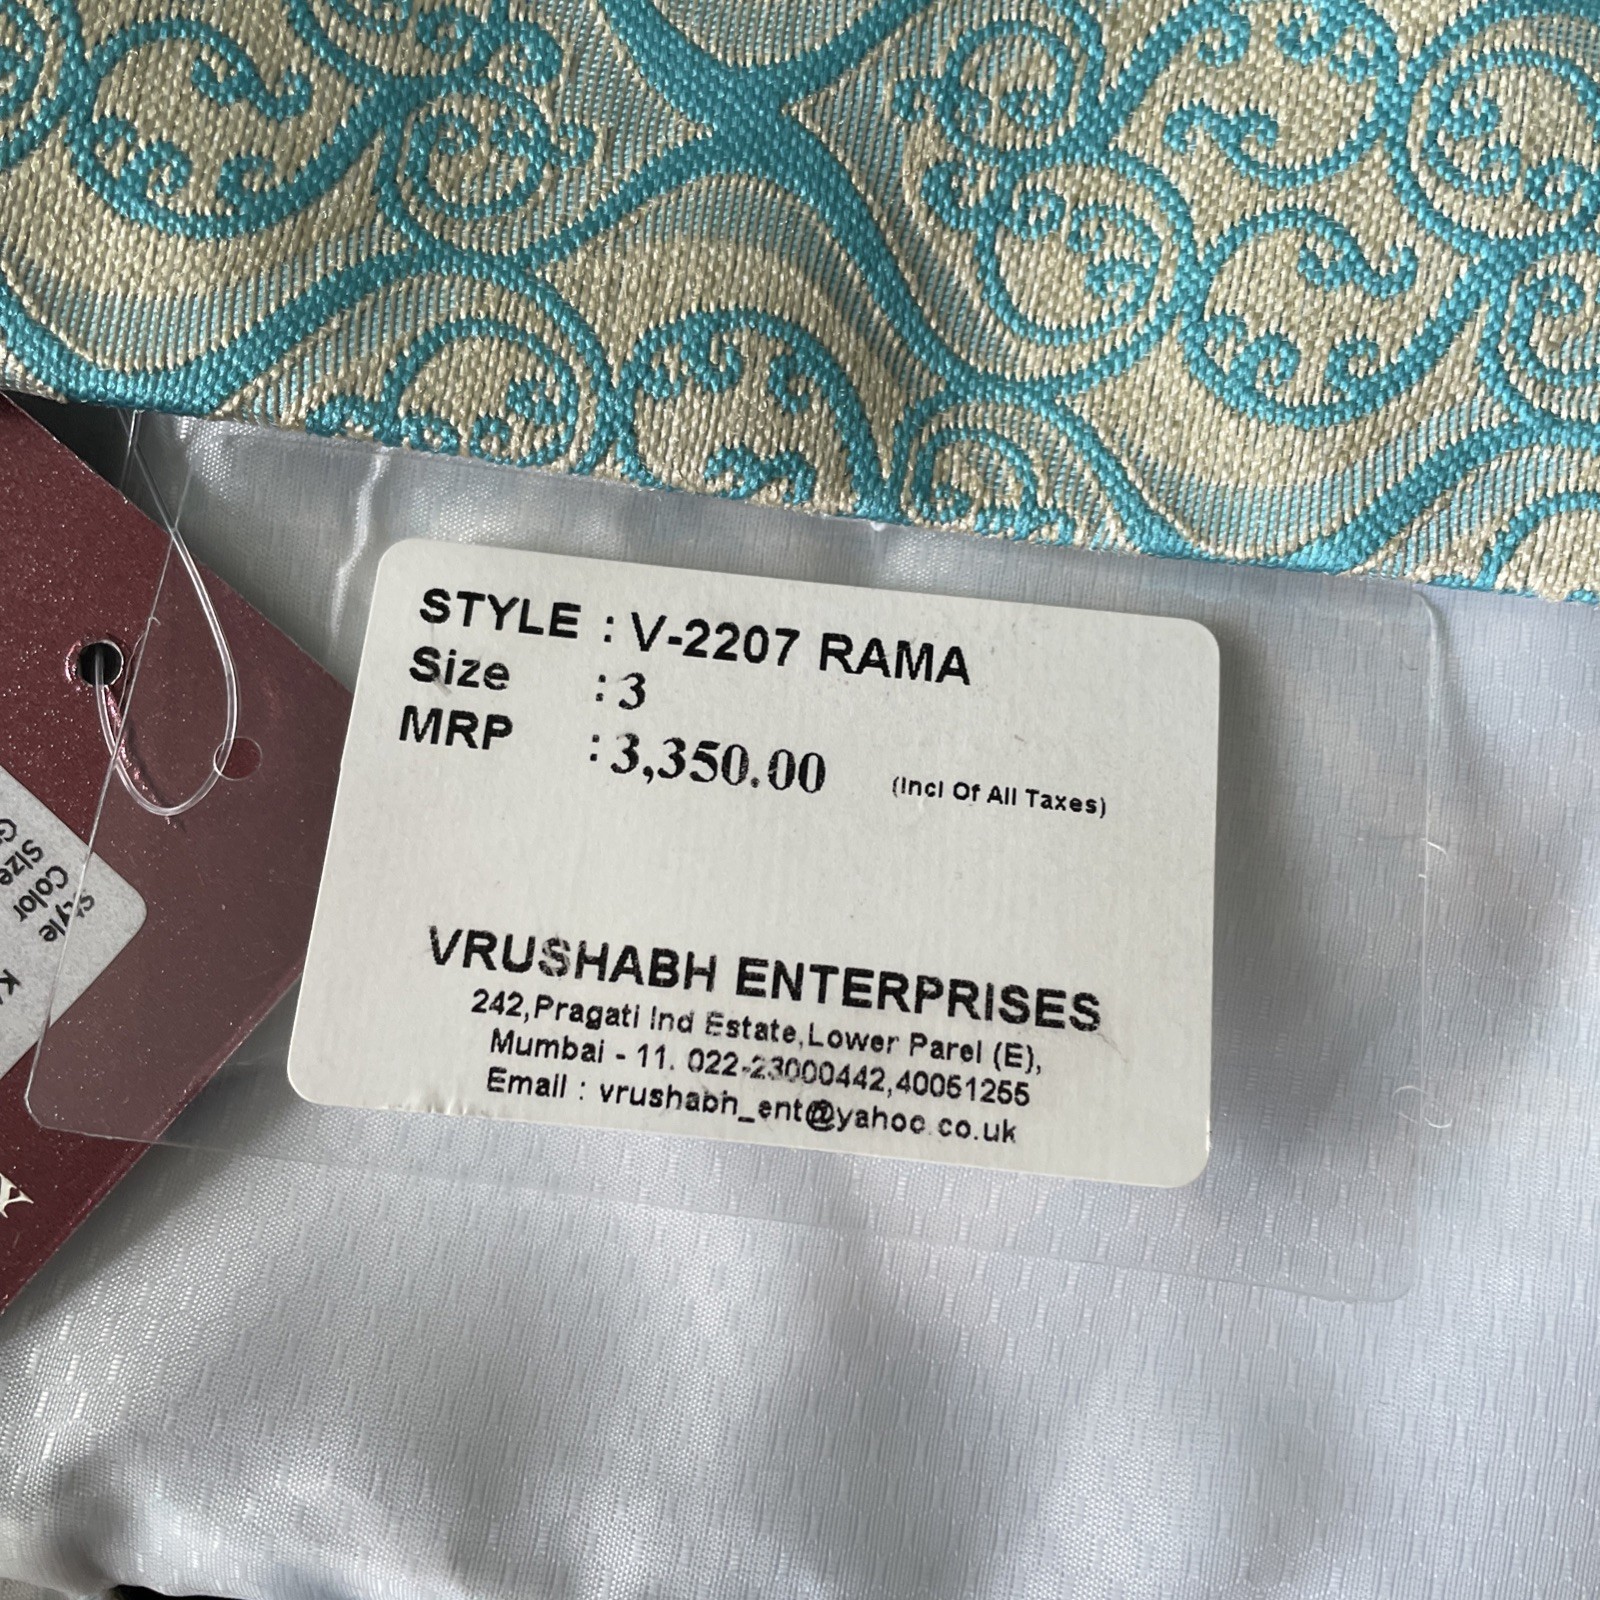 STYLE : V-2207 RAMA
Size : 3
MRP : 3,350.00 (Incl Of All Taxes)
VRUSHABH ENTERPRISES
242,Pragati Ind Estate,Lower Parel (E),
Mumbai - 11. 022-23000442,40051255
Email : vrushabh_ent@yahoo.co.uk
Style
Color
Size